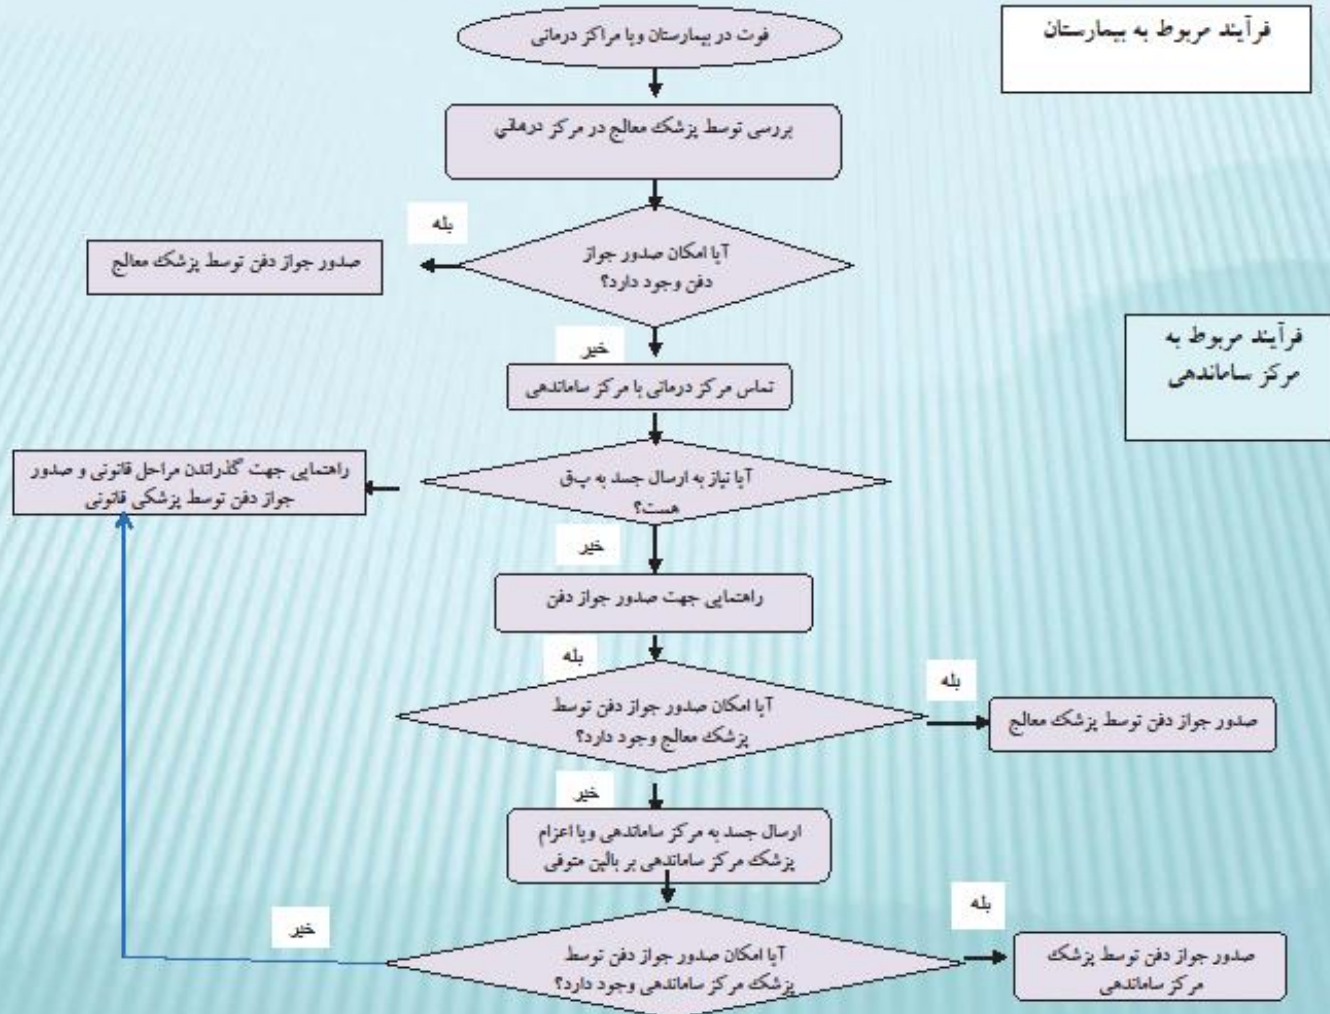 فوت در بیمارستان ویا مراکز درمانی
فرآیند مربوط به بیمارستان
بررسی توسط پزشک معالج در مرکز درمانی
بله
آیا امکان صدور جواز
دفن وجود دارد؟
صدور جواز دفن توسط پزشک معالج
خیر
فرآیند مربوط به
مرکز ساماندهی
تماس مرکز درمانی با مرکز ساماندهی
آیا نیاز به ارسال جسد به پ‌ق
هست؟
راهنمایی جهت گذراندن مراحل قانونی و صدور
جواز دفن توسط پزشکی قانونی
خیر
راهنمایی جهت صدور جواز دفن
بله
آیا امکان صدور جواز دفن توسط
پزشک معالج وجود دارد؟
بله
صدور جواز دفن توسط پزشک معالج
خیر
ارسال جسد به مرکز ساماندهی ویا اعزام
پزشک مرکز ساماندهی بر بالین متوفی
آیا امکان صدور جواز دفن توسط
پزشک مرکز ساماندهی وجود دارد؟
بله
صدور جواز دفن توسط پزشک
مرکز ساماندهی
خیر